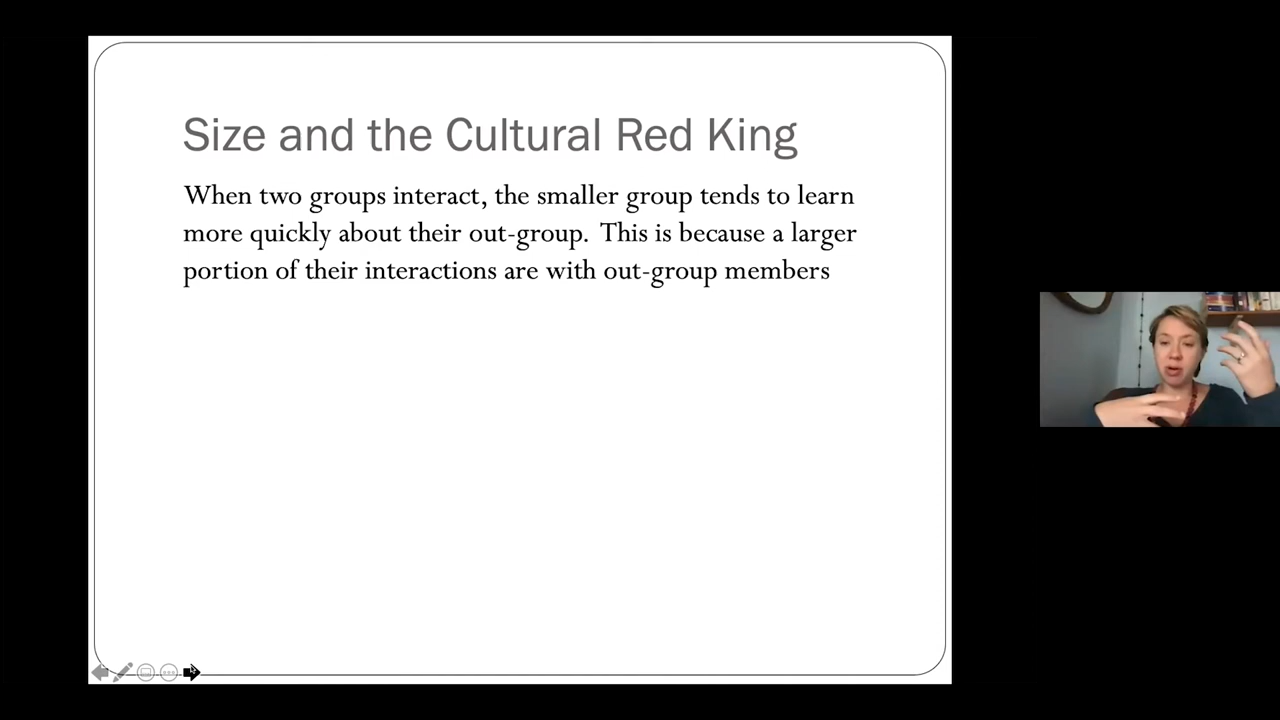 Size and the Cultural Red King
When two groups interact, the smaller group tends to learn
more quickly about their out-group. This is because a larger
portion of their interactions are with out-group members